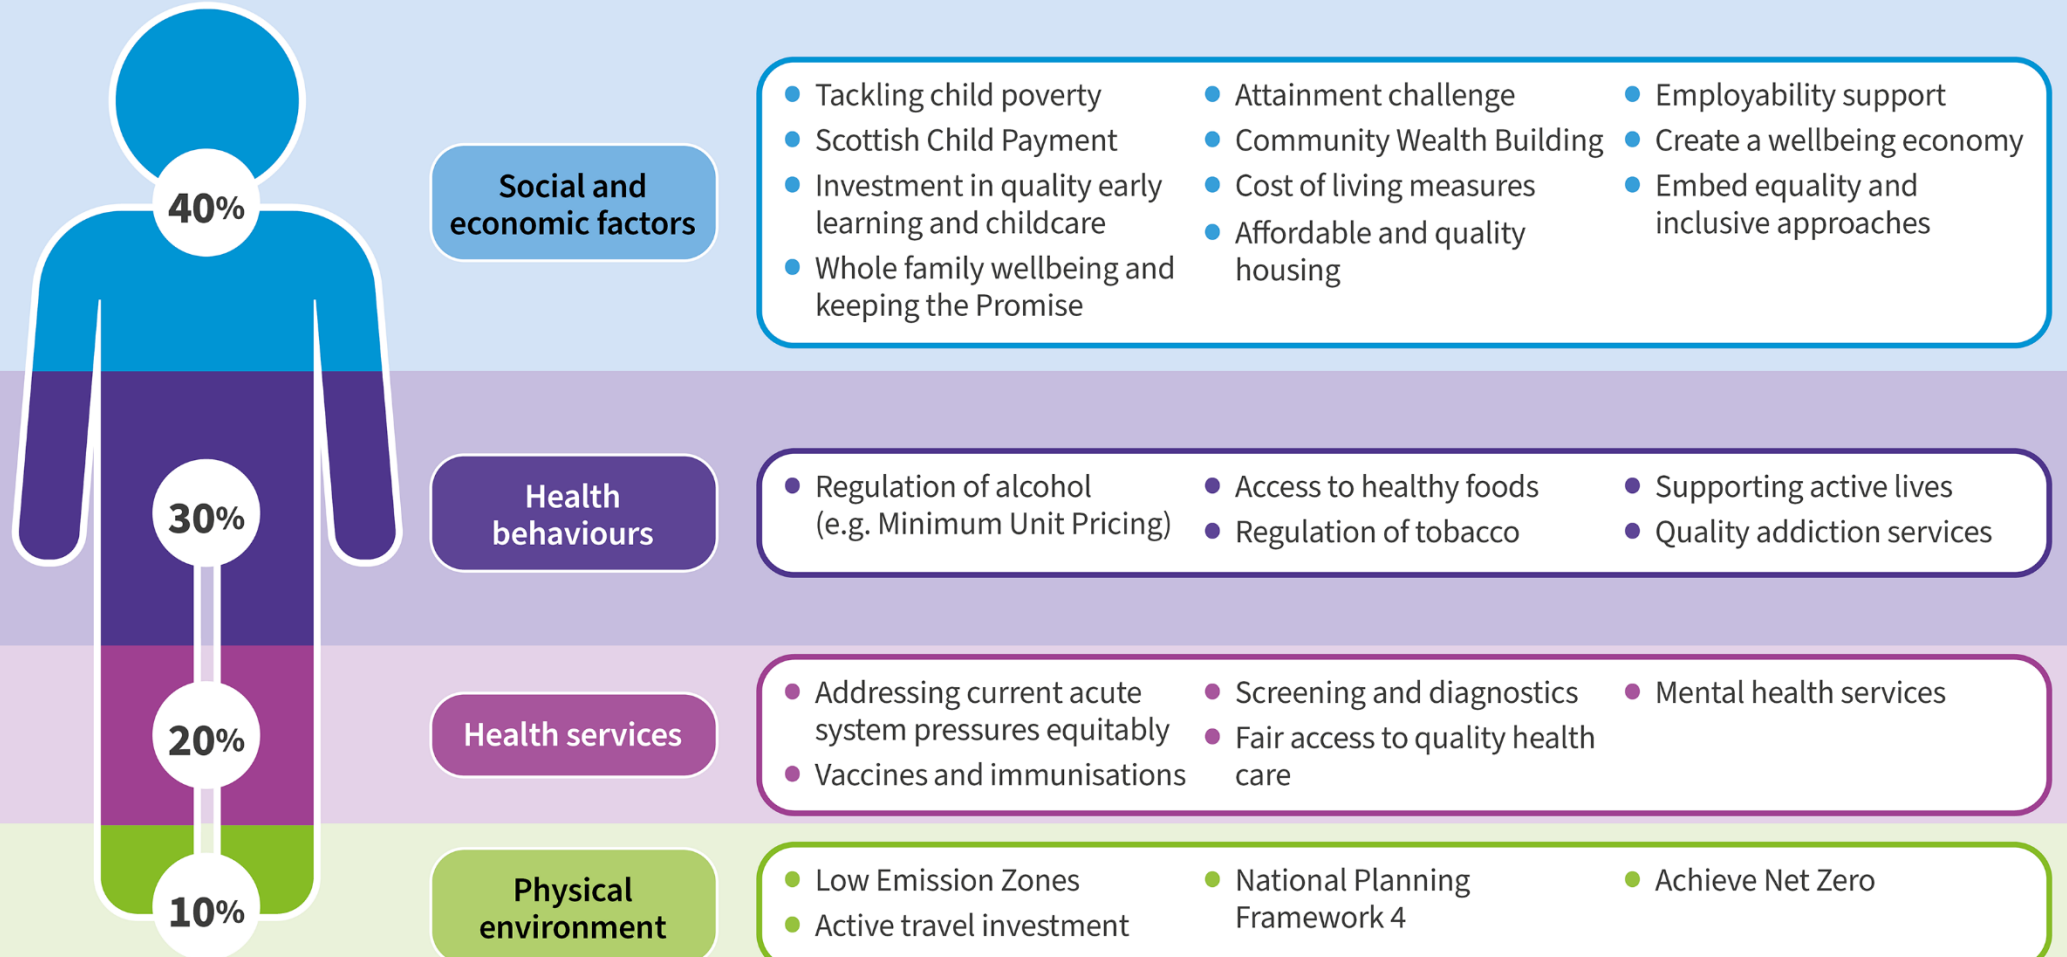 40%
Social and
economic factors
• Tackling child poverty
• Scottish Child Payment
• Investment in quality early
learning and childcare
• Whole family wellbeing and
keeping the Promise
• Attainment challenge
• Community Wealth Building
• Cost of living measures
• Affordable and quality
housing
• Employability support
• Create a wellbeing economy
• Embed equality and
inclusive approaches
30%
Health
behaviours
• Regulation of alcohol
(e.g. Minimum Unit Pricing)
• Access to healthy foods
• Regulation of tobacco
• Supporting active lives
• Quality addiction services
20%
Health services
• Addressing current acute
system pressures equitably
• Vaccines and immunisations
• Screening and diagnostics
• Fair access to quality health
care
• Mental health services
10%
Physical
environment
• Low Emission Zones
• Active travel investment
• National Planning
Framework 4
• Achieve Net Zero